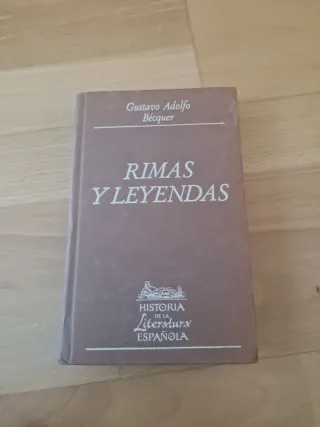 Gustavo Adolfo
Bécquer
RIMAS
Y LEYENDAS
HISTORIA
DE LA
Literatura
ESPAÑOLA